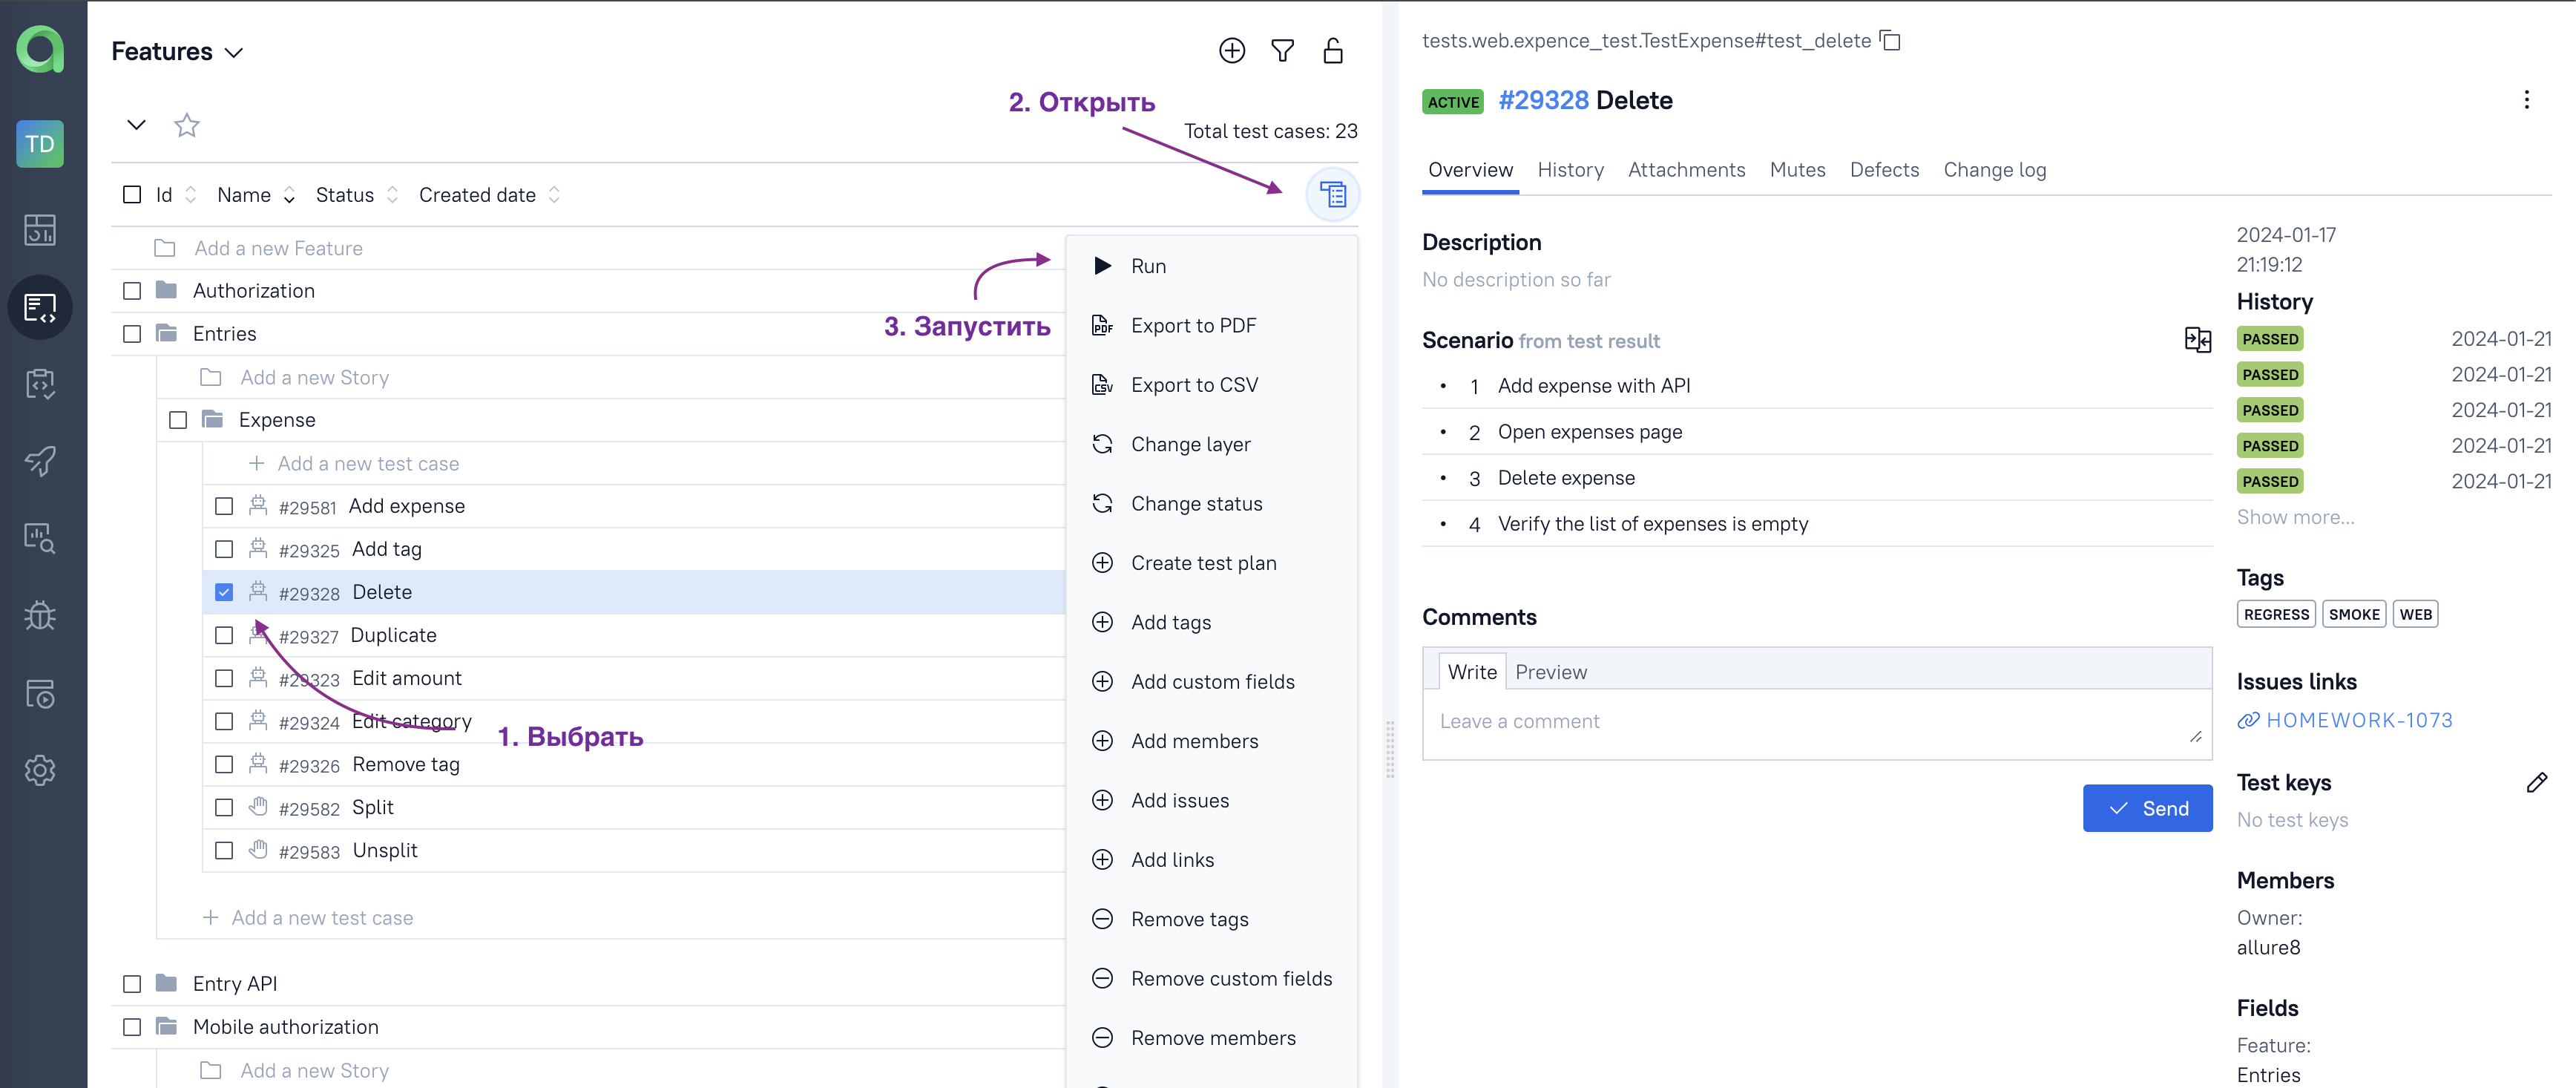 TD
Features
2. Открыть
Total test cases: 23
Id Name Status Created date
Add a new Feature
Authorization
3. Запустить
Entries
Add a new Story
Expense
Add a new test case
#29581 Add expense
#29325 Add tag
#29328 Delete
#29327 Duplicate
#29323 Edit amount
#29324 Edit category
1. Выбрать
#29326 Remove tag
#29582 Split
#29583 Unsplit
Add a new test case
Entry API
Mobile authorization
Add a new Story
Run
PDF Export to PDF
CSV Export to CSV
Change layer
Change status
Create test plan
Add tags
Add custom fields
Add members
Add issues
Add links
Remove tags
Remove custom fields
Remove members
tests.web.expence_test.TestExpense#test_delete
ACTIVE #29328 Delete
Overview History Attachments Mutes Defects Change log
Description
No description so far
Scenario from test result
• 1 Add expense with API
• 2 Open expenses page
• 3 Delete expense
• 4 Verify the list of expenses is empty
Comments
Write Preview
Leave a comment
Send
2024-01-17
21:19:12
History
PASSED 2024-01-21
PASSED 2024-01-21
PASSED 2024-01-21
PASSED 2024-01-21
PASSED 2024-01-21
Show more...
Tags
REGRESS SMOKE WEB
Issues links
HOMEWORK-1073
Test keys
No test keys
Members
Owner:
allure8
Fields
Feature:
Entries